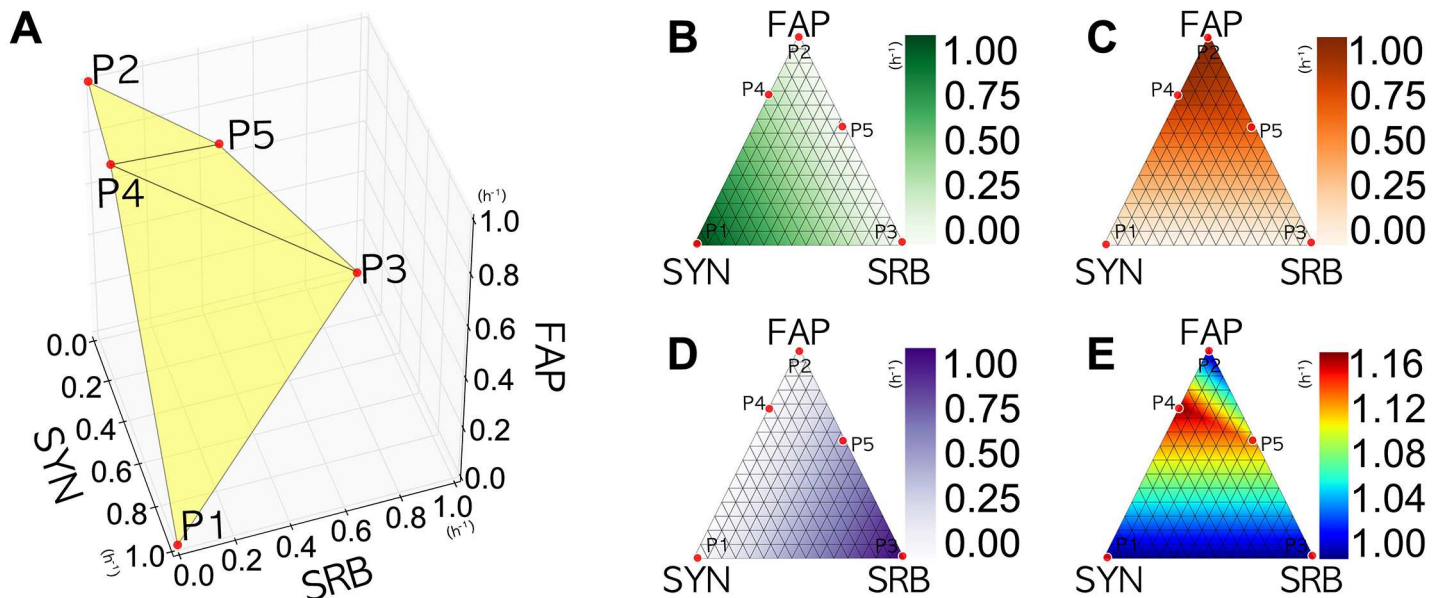 A
P2
P5
P4
P3
P1
(h⁻¹)
1.0
0.8
0.6
0.4
0.2
0.0
FAP
0.0
0.2
0.4
0.6
0.8
1.0
SYN
(h⁻¹)
0.0
0.2
0.4
0.6
0.8
1.0
(h⁻¹)
SRB
B
FAP
P2
P4
P5
P1
P3
SYN
SRB
(h⁻¹)
1.00
0.75
0.50
0.25
0.00
C
FAP
P2
P4
P5
P1
P3
SYN
SRB
(h⁻¹)
1.00
0.75
0.50
0.25
0.00
D
FAP
P2
P4
P5
P1
P3
SYN
SRB
(h⁻¹)
1.00
0.75
0.50
0.25
0.00
E
FAP
P2
P4
P5
P1
P3
SYN
SRB
(h⁻¹)
1.16
1.12
1.08
1.04
1.00